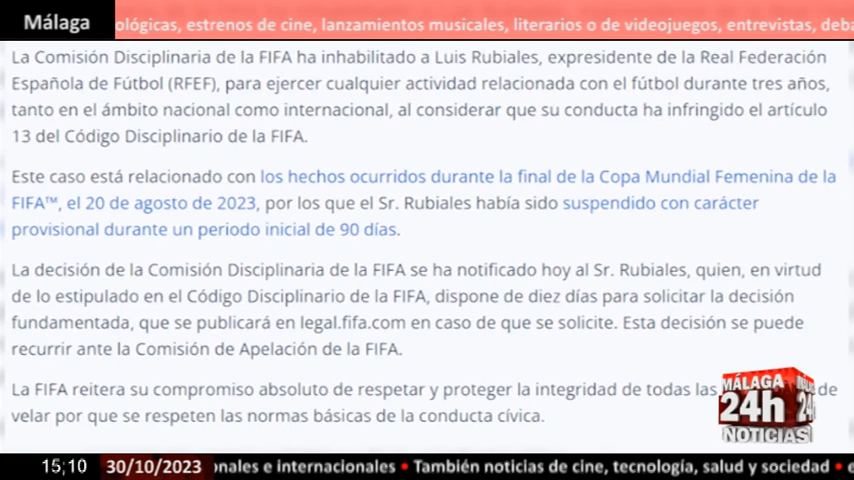 Málaga
ológicas, estrenos de cine, lanzamientos musicales, literarios o de videojuegos, entrevistas, deba
La Comisión Disciplinaria de la FIFA ha inhabilitado a Luis Rubiales, expresidente de la Real Federación
Española de Fútbol (RFEF), para ejercer cualquier actividad relacionada con el fútbol durante tres años,
tanto en el ámbito nacional como internacional, al considerar que su conducta ha infringido el artículo
13 del Código Disciplinario de la FIFA.
Este caso está relacionado con los hechos ocurridos durante la final de la Copa Mundial Femenina de la
FIFA™, el 20 de agosto de 2023, por los que el Sr. Rubiales había sido suspendido con carácter
provisional durante un periodo inicial de 90 días.
La decisión de la Comisión Disciplinaria de la FIFA se ha notificado hoy al Sr. Rubiales, quien, en virtud
de lo estipulado en el Código Disciplinario de la FIFA, dispone de diez días para solicitar la decisión
fundamentada, que se publicará en legal.fifa.com en caso de que se solicite. Esta decisión se puede
recurrir ante la Comisión de Apelación de la FIFA.
La FIFA reitera su compromiso absoluto de respetar y proteger la integridad de todas las de
velar por que se respeten las normas básicas de la conducta cívica.
MÁLAGA
24h
NOTICIAS
15:10 30/10/2023 onales e internacionales • También noticias de cine, tecnología, salud y sociedad • e